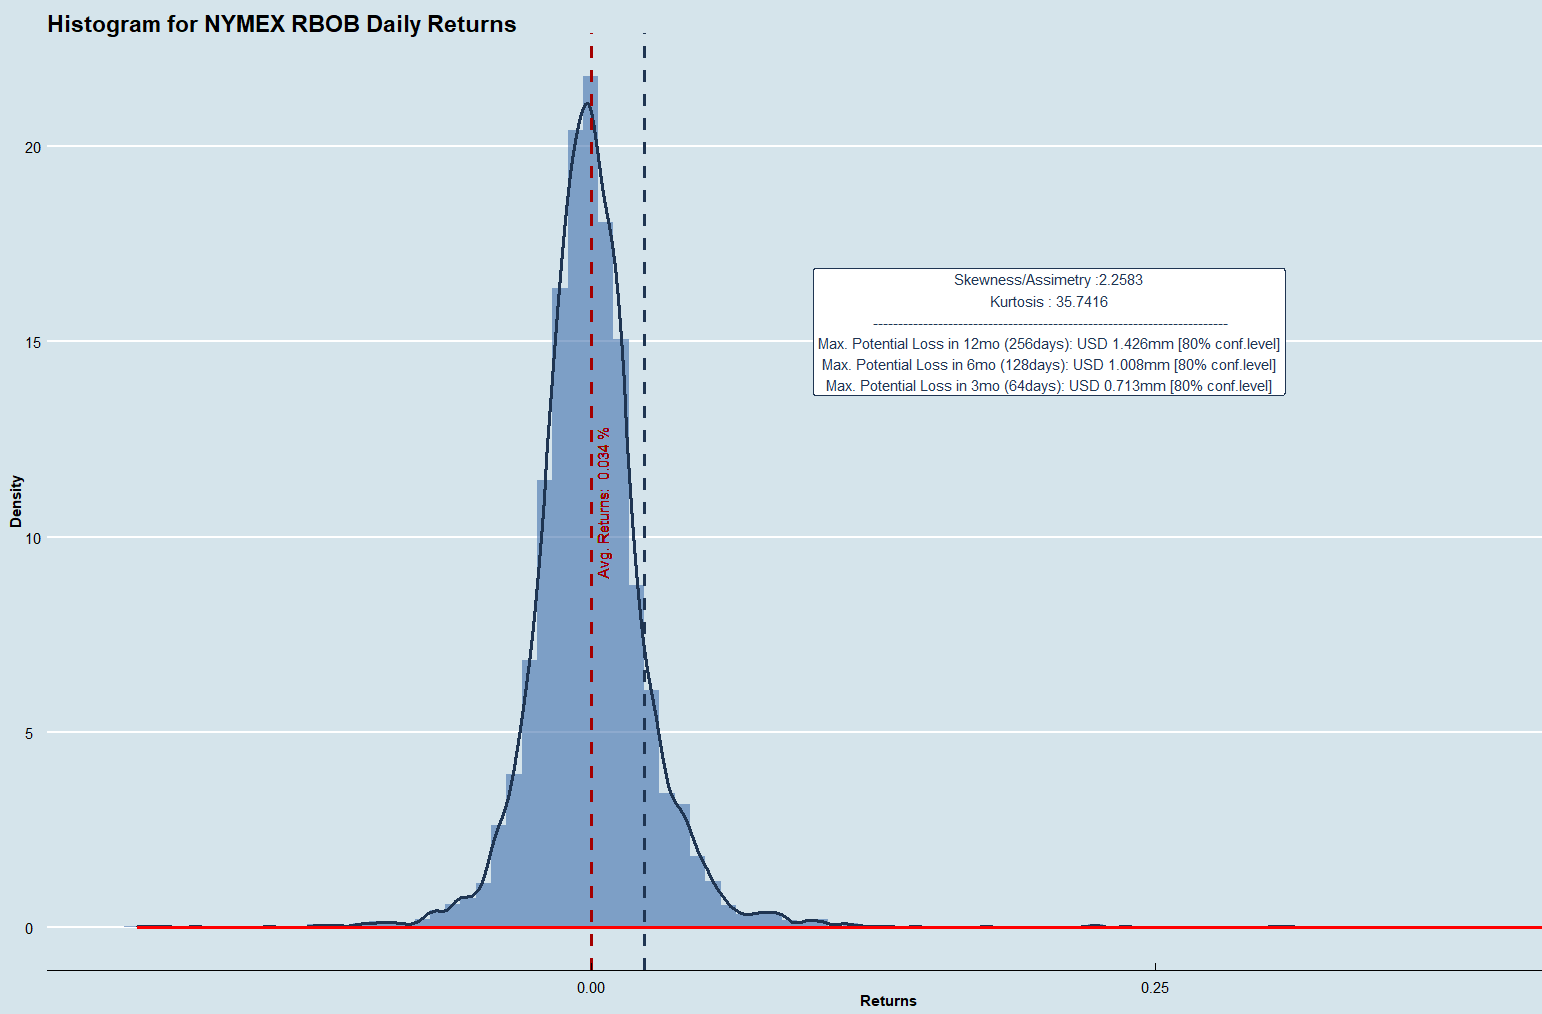 Histogram for NYMEX RBOB Daily Returns
20
15
10
5
0
Density
Avg. Returns: 0.034 %
Skewness/Assimetry :2.2583
Kurtosis : 35.7416
-----------------------------------------------------------------------
Max. Potential Loss in 12mo (256days): USD 1.426mm [80% conf.level]
Max. Potential Loss in 6mo (128days): USD 1.008mm [80% conf.level]
Max. Potential Loss in 3mo (64days): USD 0.713mm [80% conf.level]
0.00
0.25
Returns